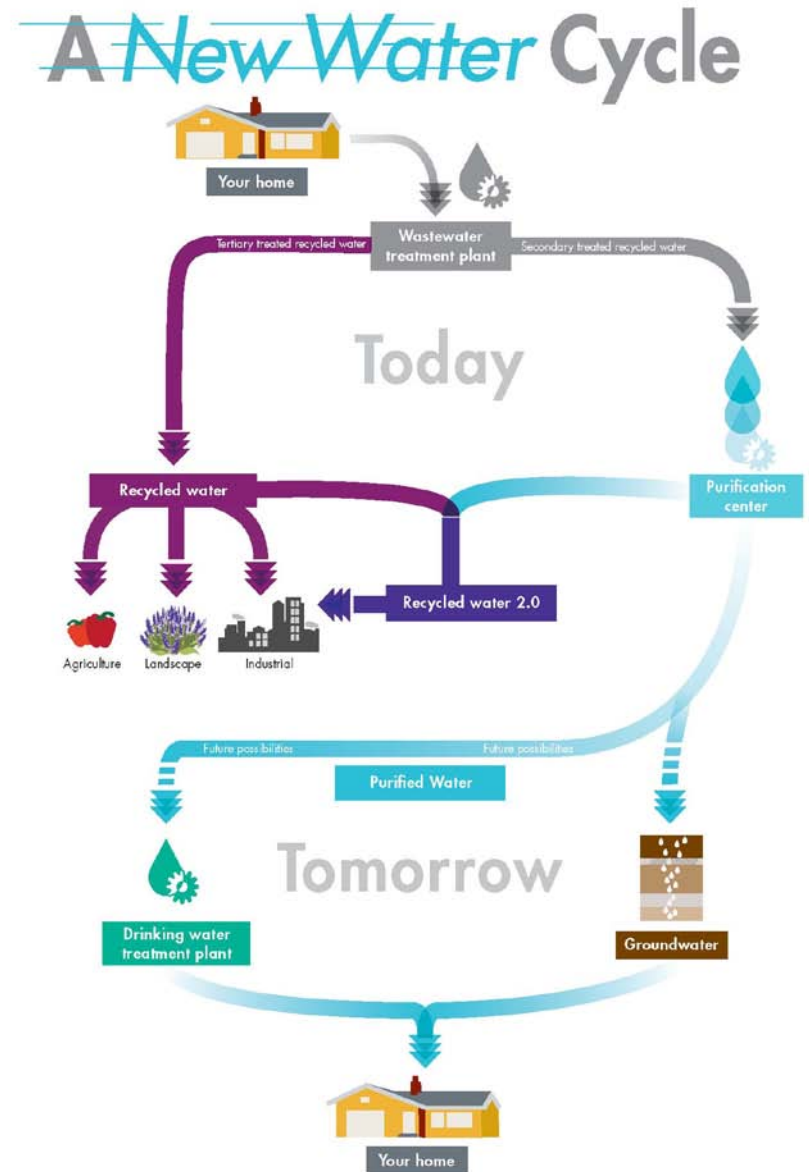 A New Water Cycle
Your home
Wastewater
treatment plant
Tertiary treated recycled water
Secondary treated recycled water
Today
Recycled water
Purification
center
Recycled water 2.0
Agriculture
Landscape
Industrial
Future possibilities
Future possibilities
Purified Water
Tomorrow
Drinking water
treatment plant
Groundwater
Your home